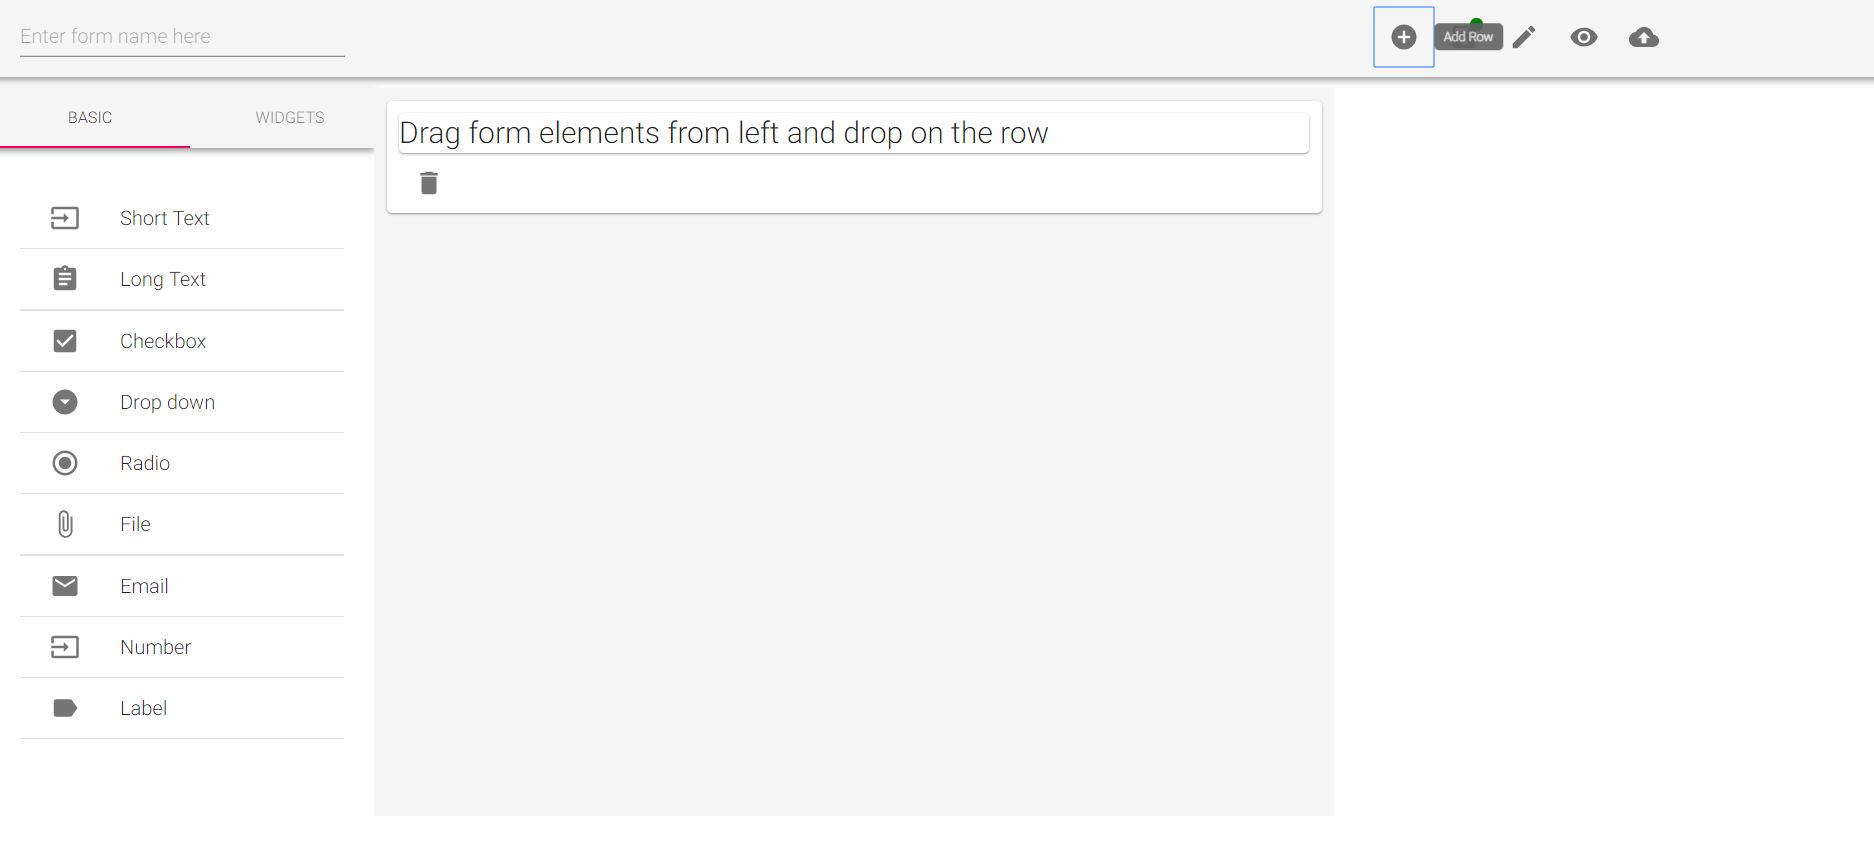 Enter form name here
Add Row
BASIC
WIDGETS
Drag form elements from left and drop on the row
Short Text
Long Text
Checkbox
Drop down
Radio
File
Email
Number
Label